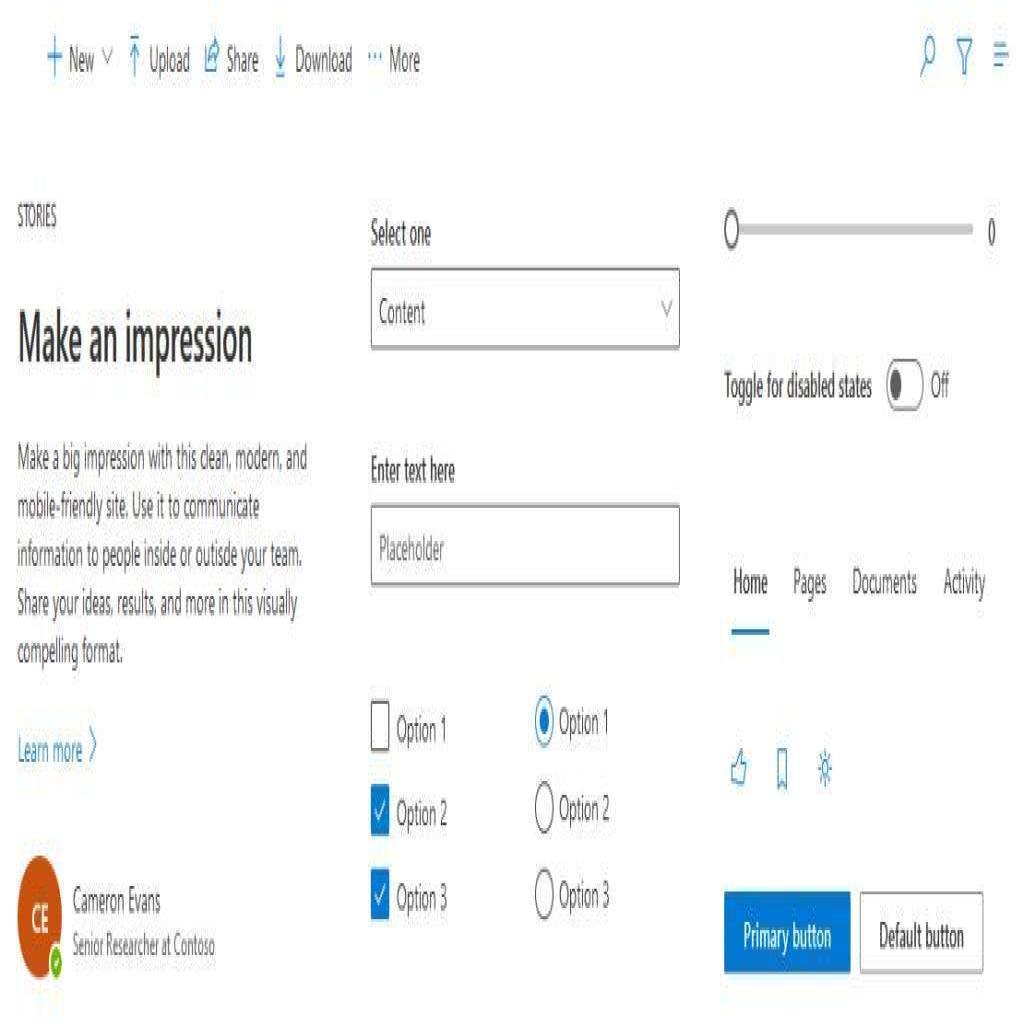 New
Upload
Share
Download
More
STORIES
Make an impression
Make a big impression with this clean, modern, and
mobile-friendly site. Use it to communicate
information to people inside or outisde your team.
Share your ideas, results, and more in this visually
compelling format.
Learn more
CE
Cameron Evans
Senior Researcher at Contoso
Select one
Content
Enter text here
Placeholder
Option 1
Option 2
Option 3
Option 1
Option 2
Option 3
0
Toggle for disabled states
Off
Home
Pages
Documents
Activity
Primary button
Default button